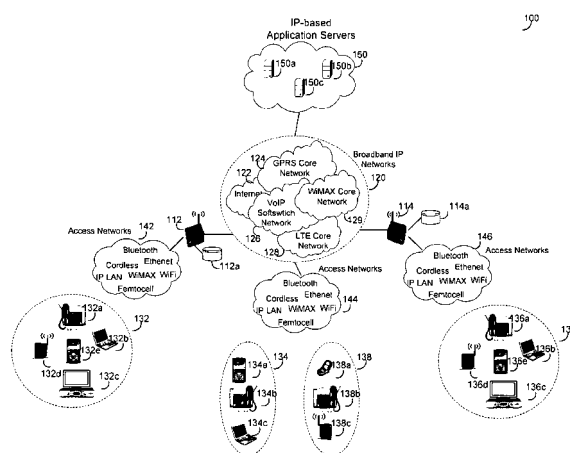 IP-based
Application Servers
100
150
150a
150b
150c
124
GPRS Core
Network
Broadband IP
Networks
122
Internet
120
VoIP
Softswtich
Network
WiMAX Core
Network
129
126
128
LTE Core
Network
Access Networks
142
112
112a
114
114a
Bluetooth
Cordless
Ethenet
IP LAN
WiMAX
WiFi
Femtocell
Access Networks
144
Bluetooth
Cordless
Ethenet
IP LAN
WiMAX
WiFi
Femtocell
146
Access Networks
Bluetooth
Cordless
Ethenet
IP LAN
WiMAX
WiFi
Femtocell
132
132a
132b
132e
132d
132c
134
134a
134b
134c
138
138a
138b
138c
136a
136b
136e
136d
136c